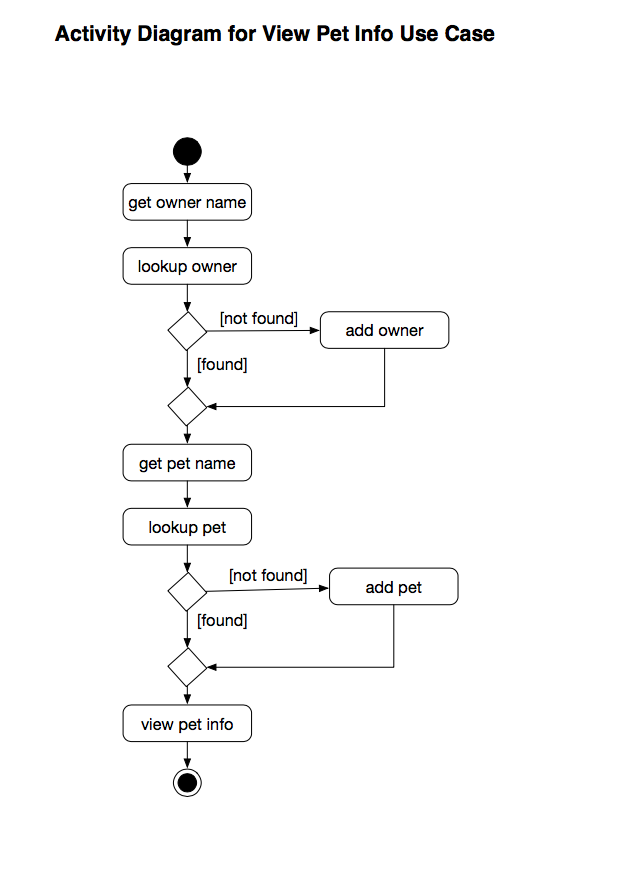 Activity Diagram for View Pet Info Use Case
get owner name
lookup owner
[not found]
add owner
[found]
get pet name
lookup pet
[not found]
add pet
[found]
view pet info